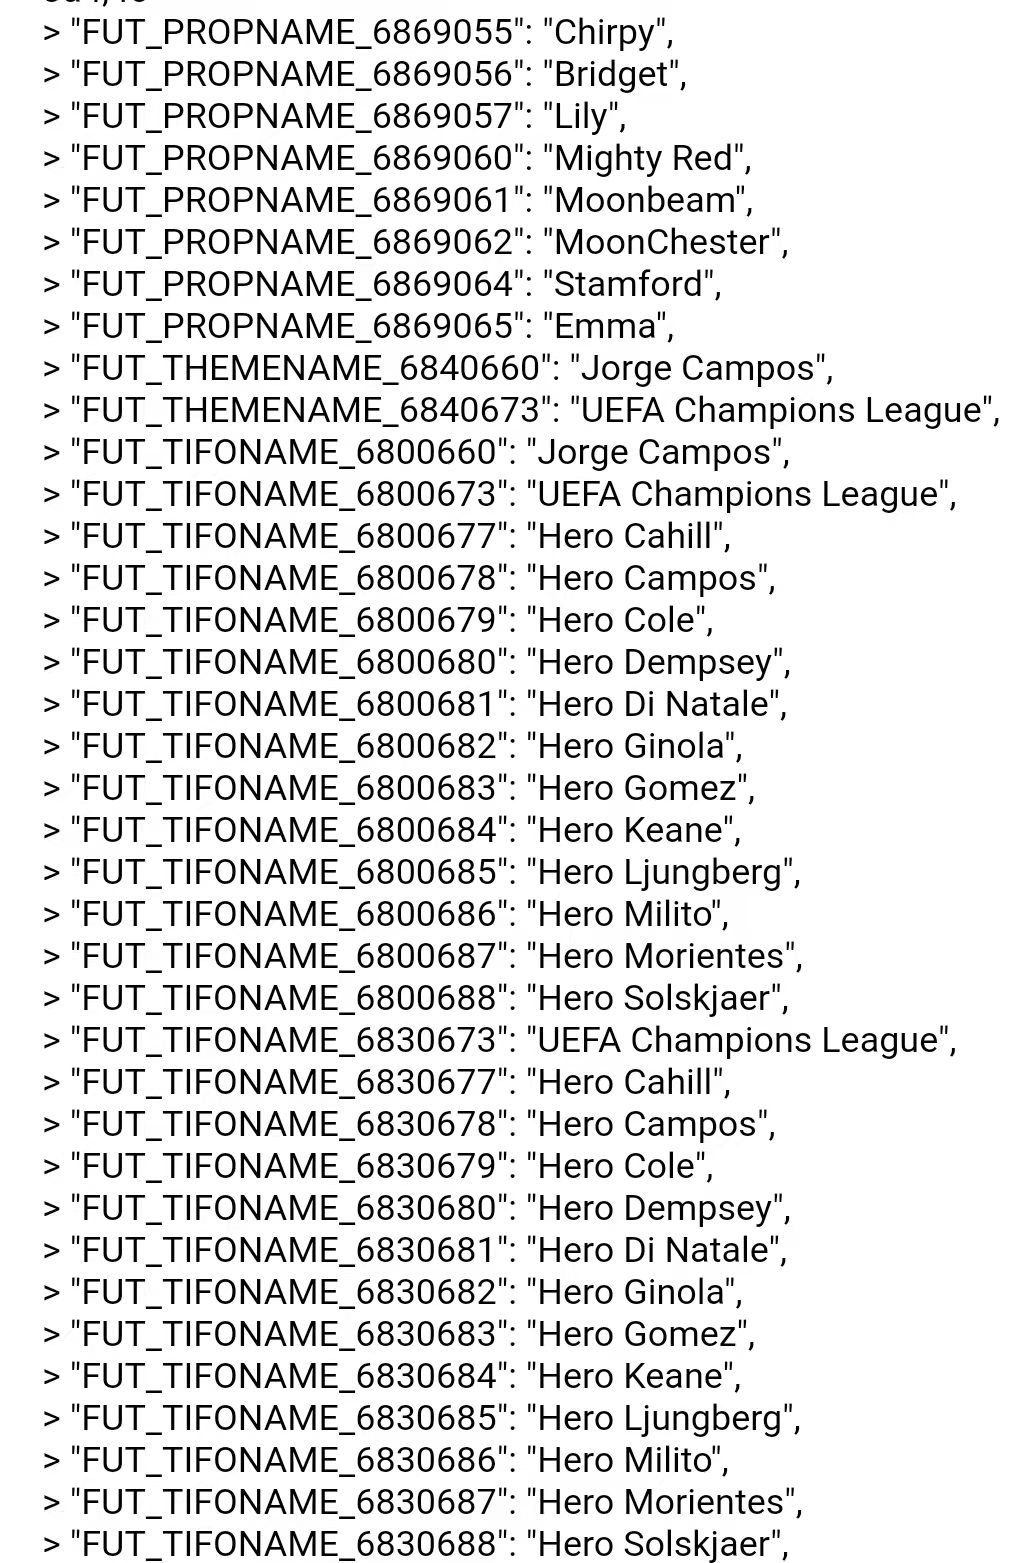 > "FUT_PROPNAME_6869055": "Chirpy",
> "FUT_PROPNAME_6869056": "Bridget",
> "FUT_PROPNAME_6869057": "Lily",
> "FUT_PROPNAME_6869060": "Mighty Red",
> "FUT_PROPNAME_6869061": "Moonbeam",
> "FUT_PROPNAME_6869062": "MoonChester",
> "FUT_PROPNAME_6869064": "Stamford",
> "FUT_PROPNAME_6869065": "Emma",
> "FUT_THEMENAME_6840660": "Jorge Campos",
> "FUT_THEMENAME_6840673": "UEFA Champions League",
> "FUT_TIFONAME_6800660": "Jorge Campos",
> "FUT_TIFONAME_6800673": "UEFA Champions League",
> "FUT_TIFONAME_6800677": "Hero Cahill",
> "FUT_TIFONAME_6800678": "Hero Campos",
> "FUT_TIFONAME_6800679": "Hero Cole",
> "FUT_TIFONAME_6800680": "Hero Dempsey",
> "FUT_TIFONAME_6800681": "Hero Di Natale",
> "FUT_TIFONAME_6800682": "Hero Ginola",
> "FUT_TIFONAME_6800683": "Hero Gomez",
> "FUT_TIFONAME_6800684": "Hero Keane",
> "FUT_TIFONAME_6800685": "Hero Ljungberg",
> "FUT_TIFONAME_6800686": "Hero Milito",
> "FUT_TIFONAME_6800687": "Hero Morientes",
> "FUT_TIFONAME_6800688": "Hero Solskjaer",
> "FUT_TIFONAME_6830673": "UEFA Champions League",
> "FUT_TIFONAME_6830677": "Hero Cahill",
> "FUT_TIFONAME_6830678": "Hero Campos",
> "FUT_TIFONAME_6830679": "Hero Cole",
> "FUT_TIFONAME_6830680": "Hero Dempsey",
> "FUT_TIFONAME_6830681": "Hero Di Natale",
> "FUT_TIFONAME_6830682": "Hero Ginola",
> "FUT_TIFONAME_6830683": "Hero Gomez",
> "FUT_TIFONAME_6830684": "Hero Keane",
> "FUT_TIFONAME_6830685": "Hero Ljungberg",
> "FUT_TIFONAME_6830686": "Hero Milito",
> "FUT_TIFONAME_6830687": "Hero Morientes",
> "FUT_TIFONAME_6830688": "Hero Solskjaer",